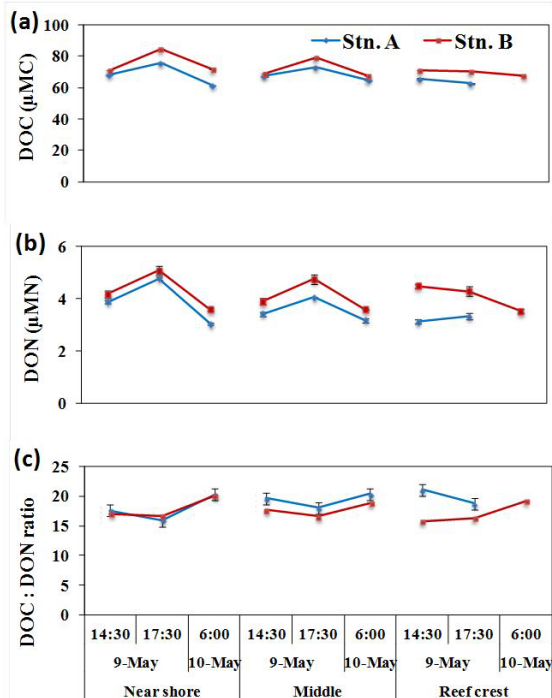 (a)
Stn. A
Stn. B
DOC (µMC)
100
80
60
40
20
0
(b)
DON (µMN)
6
4
2
0
(c)
DOC : DON ratio
25
20
15
10
5
0
14:30 17:30 6:00 14:30 17:30 6:00 14:30 17:30 6:00
9-May 10-May 9-May 10-May 9-May 10-May
Near shore Middle Reef crest